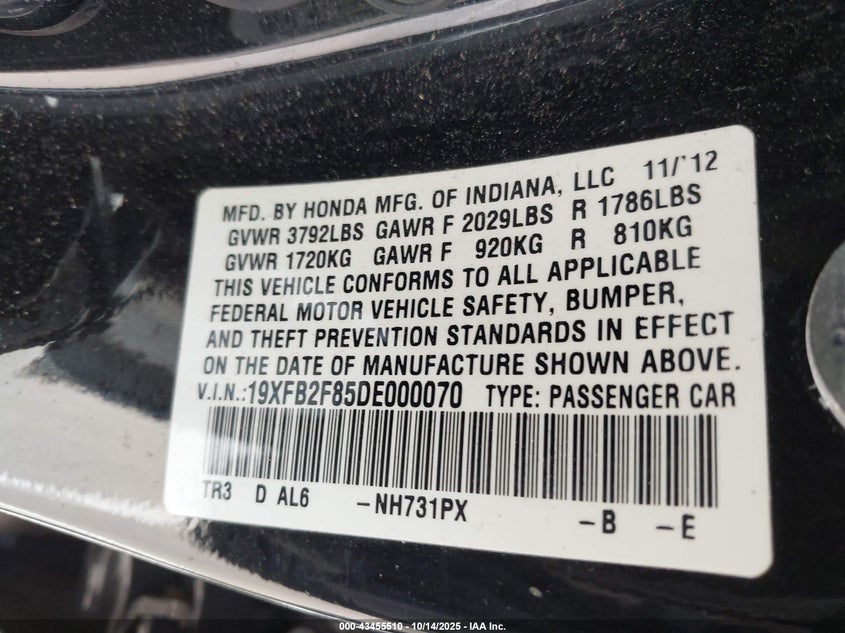 MFD. BY HONDA MFG. OF INDIANA, LLC 11/'12
GVWR 3792LBS GAWR F 2029LBS R 1786LBS
GVWR 1720KG GAWR F 920KG R 810KG
THIS VEHICLE CONFORMS TO ALL APPLICABLE
FEDERAL MOTOR VEHICLE SAFETY, BUMPER,
AND THEFT PREVENTION STANDARDS IN EFFECT
ON THE DATE OF MANUFACTURE SHOWN ABOVE.
V.I.N.:19XFB2F85DE000070 TYPE: PASSENGER CAR
TR3 D AL6 -NH731PX -B -E
000-43455510 - 10/14/2025 - IAA Inc.